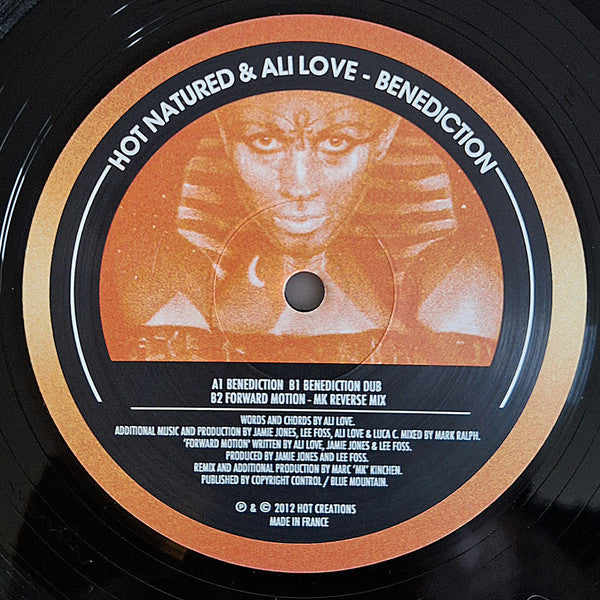 HOT NATURED & ALI LOVE - BENEDICTION
A1 BENEDICTION B1 BENEDICTION DUB
B2 FORWARD MOTION - MK REVERSE MIX
WORDS AND CHORDS BY ALI LOVE.
ADDITIONAL MUSIC AND PRODUCTION BY JAMIE JONES, LEE FOSS, ALI LOVE & LUCA C. MIXED BY MARK RALPH.
'FORWARD MOTION' WRITTEN BY ALI LOVE, JAMIE JONES & LEE FOSS.
PRODUCED BY JAMIE JONES AND LEE FOSS.
REMIX AND ADDITIONAL PRODUCTION BY MARC 'MK' KINCHEN.
PUBLISHED BY COPYRIGHT CONTROL / BLUE MOUNTAIN.
℗ & © 2012 HOT CREATIONS
MADE IN FRANCE